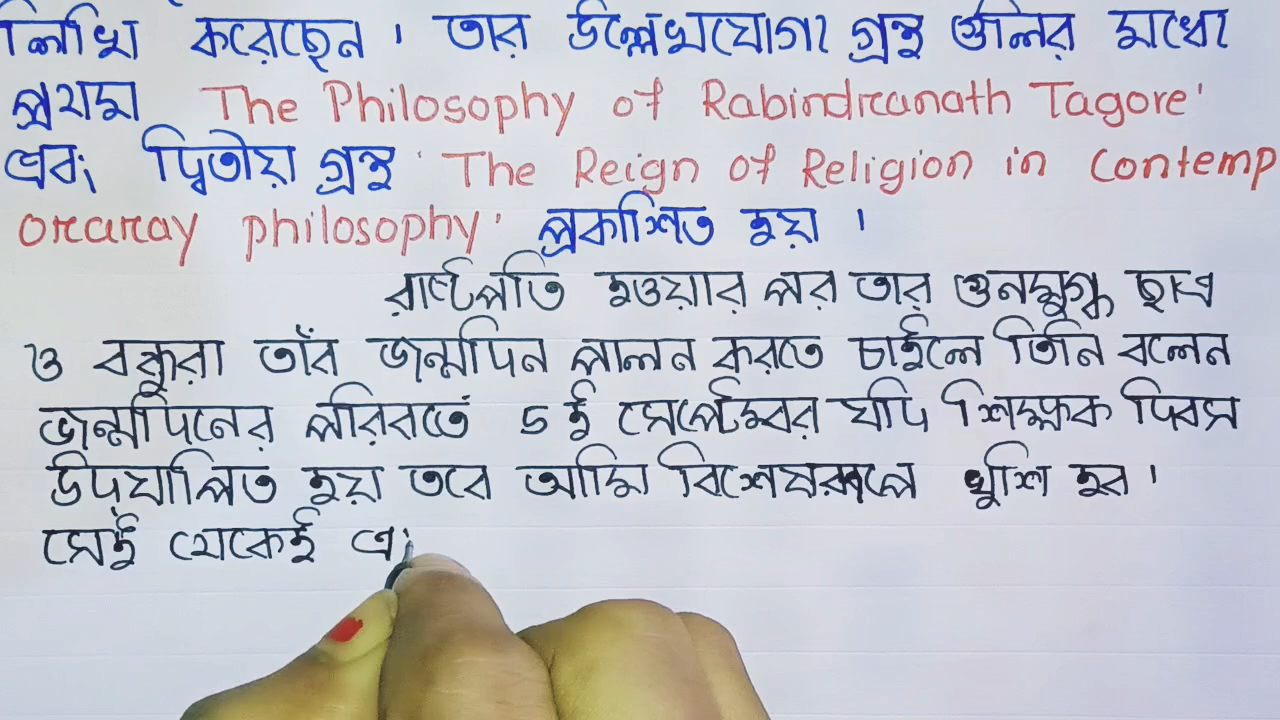 লিখি করেছেন। তার উল্লেখযোগ্য গ্রন্থ গুলির মধ্যে
প্রথম The Philosophy of Rabindranath Tagore'
এবং দ্বিতীয় গ্রন্থ 'The Reign of Religion in contemp
oraray philosophy' প্রকাশিত হয়।
রাষ্টপতি হওয়ার পর তার গুনমুগ্ধ ছাত্র
ও বন্ধুরা তাঁর জন্মদিন পালন করতে চাইলে তিনি বলেন
জন্মদিনের পরিবর্তে ৫ ই সেপ্টেম্বর যদি শিক্ষক দিবস
উদযাপিত হয় তবে আমি বিশেষরূপে খুশি হব।
সেই থেকেই এ